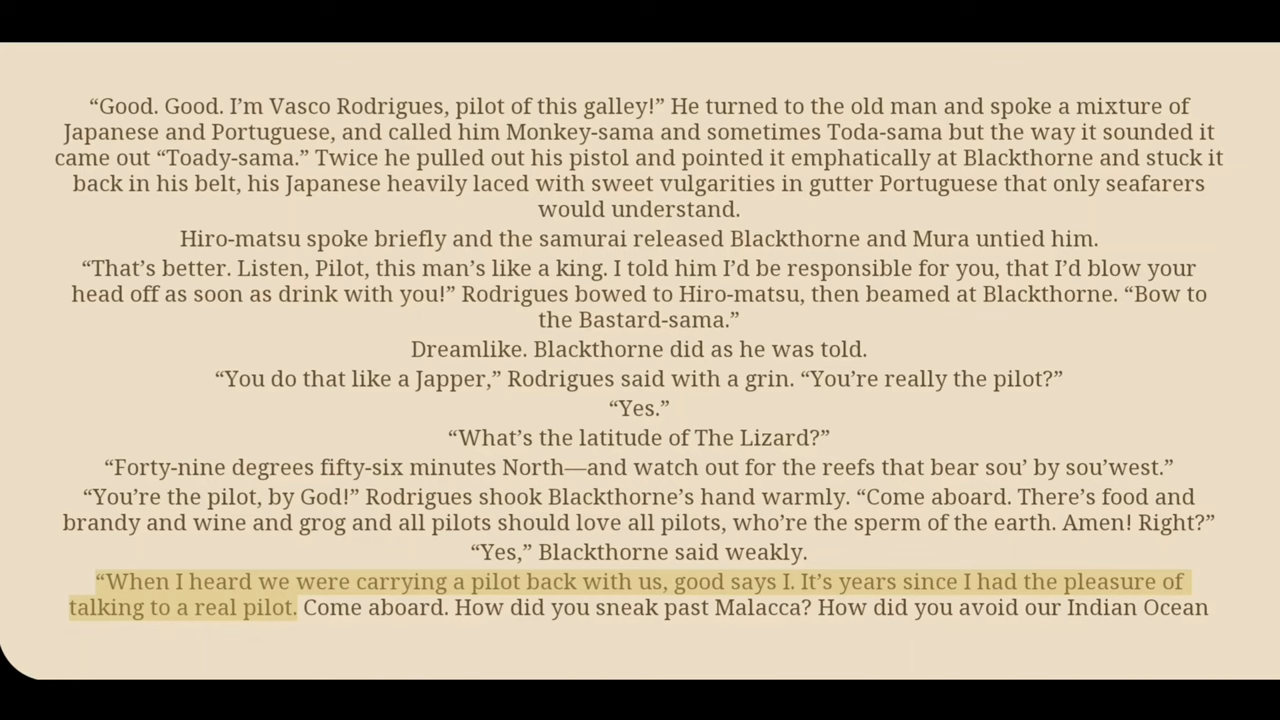 “Good. Good. I’m Vasco Rodrigues, pilot of this galley!” He turned to the old man and spoke a mixture of
Japanese and Portuguese, and called him Monkey-sama and sometimes Toda-sama but the way it sounded it
came out “Toady-sama.” Twice he pulled out his pistol and pointed it emphatically at Blackthorne and stuck it
back in his belt, his Japanese heavily laced with sweet vulgarities in gutter Portuguese that only seafarers
would understand.
Hiro-matsu spoke briefly and the samurai released Blackthorne and Mura untied him.
“That’s better. Listen, Pilot, this man’s like a king. I told him I’d be responsible for you, that I’d blow your
head off as soon as drink with you!” Rodrigues bowed to Hiro-matsu, then beamed at Blackthorne. “Bow to
the Bastard-sama.”
Dreamlike. Blackthorne did as he was told.
“You do that like a Japper,” Rodrigues said with a grin. “You’re really the pilot?”
“Yes.”
“What’s the latitude of The Lizard?”
“Forty-nine degrees fifty-six minutes North—and watch out for the reefs that bear sou’ by sou’west.”
“You’re the pilot, by God!” Rodrigues shook Blackthorne’s hand warmly. “Come aboard. There’s food and
brandy and wine and grog and all pilots should love all pilots, who’re the sperm of the earth. Amen! Right?”
“Yes,” Blackthorne said weakly.
“When I heard we were carrying a pilot back with us, good says I. It’s years since I had the pleasure of
talking to a real pilot. Come aboard. How did you sneak past Malacca? How did you avoid our Indian Ocean